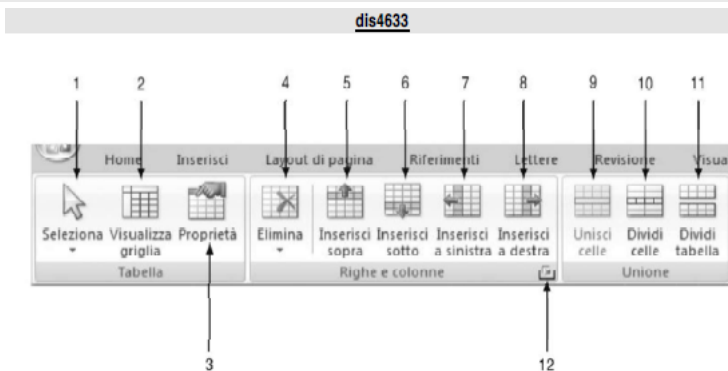 dis4633
1 2 4 5 6 7 8 9 10 11
Home Inserisci Layout di pagina Riferimenti Lettere Revisione Visua
Seleziona Visualizza griglia Proprietà Elimina Inserisci sopra Inserisci sotto Inserisci a sinistra Inserisci a destra Unisci celle Dividi celle Dividi tabella
Tabella Righe e colonne Unione
3 12